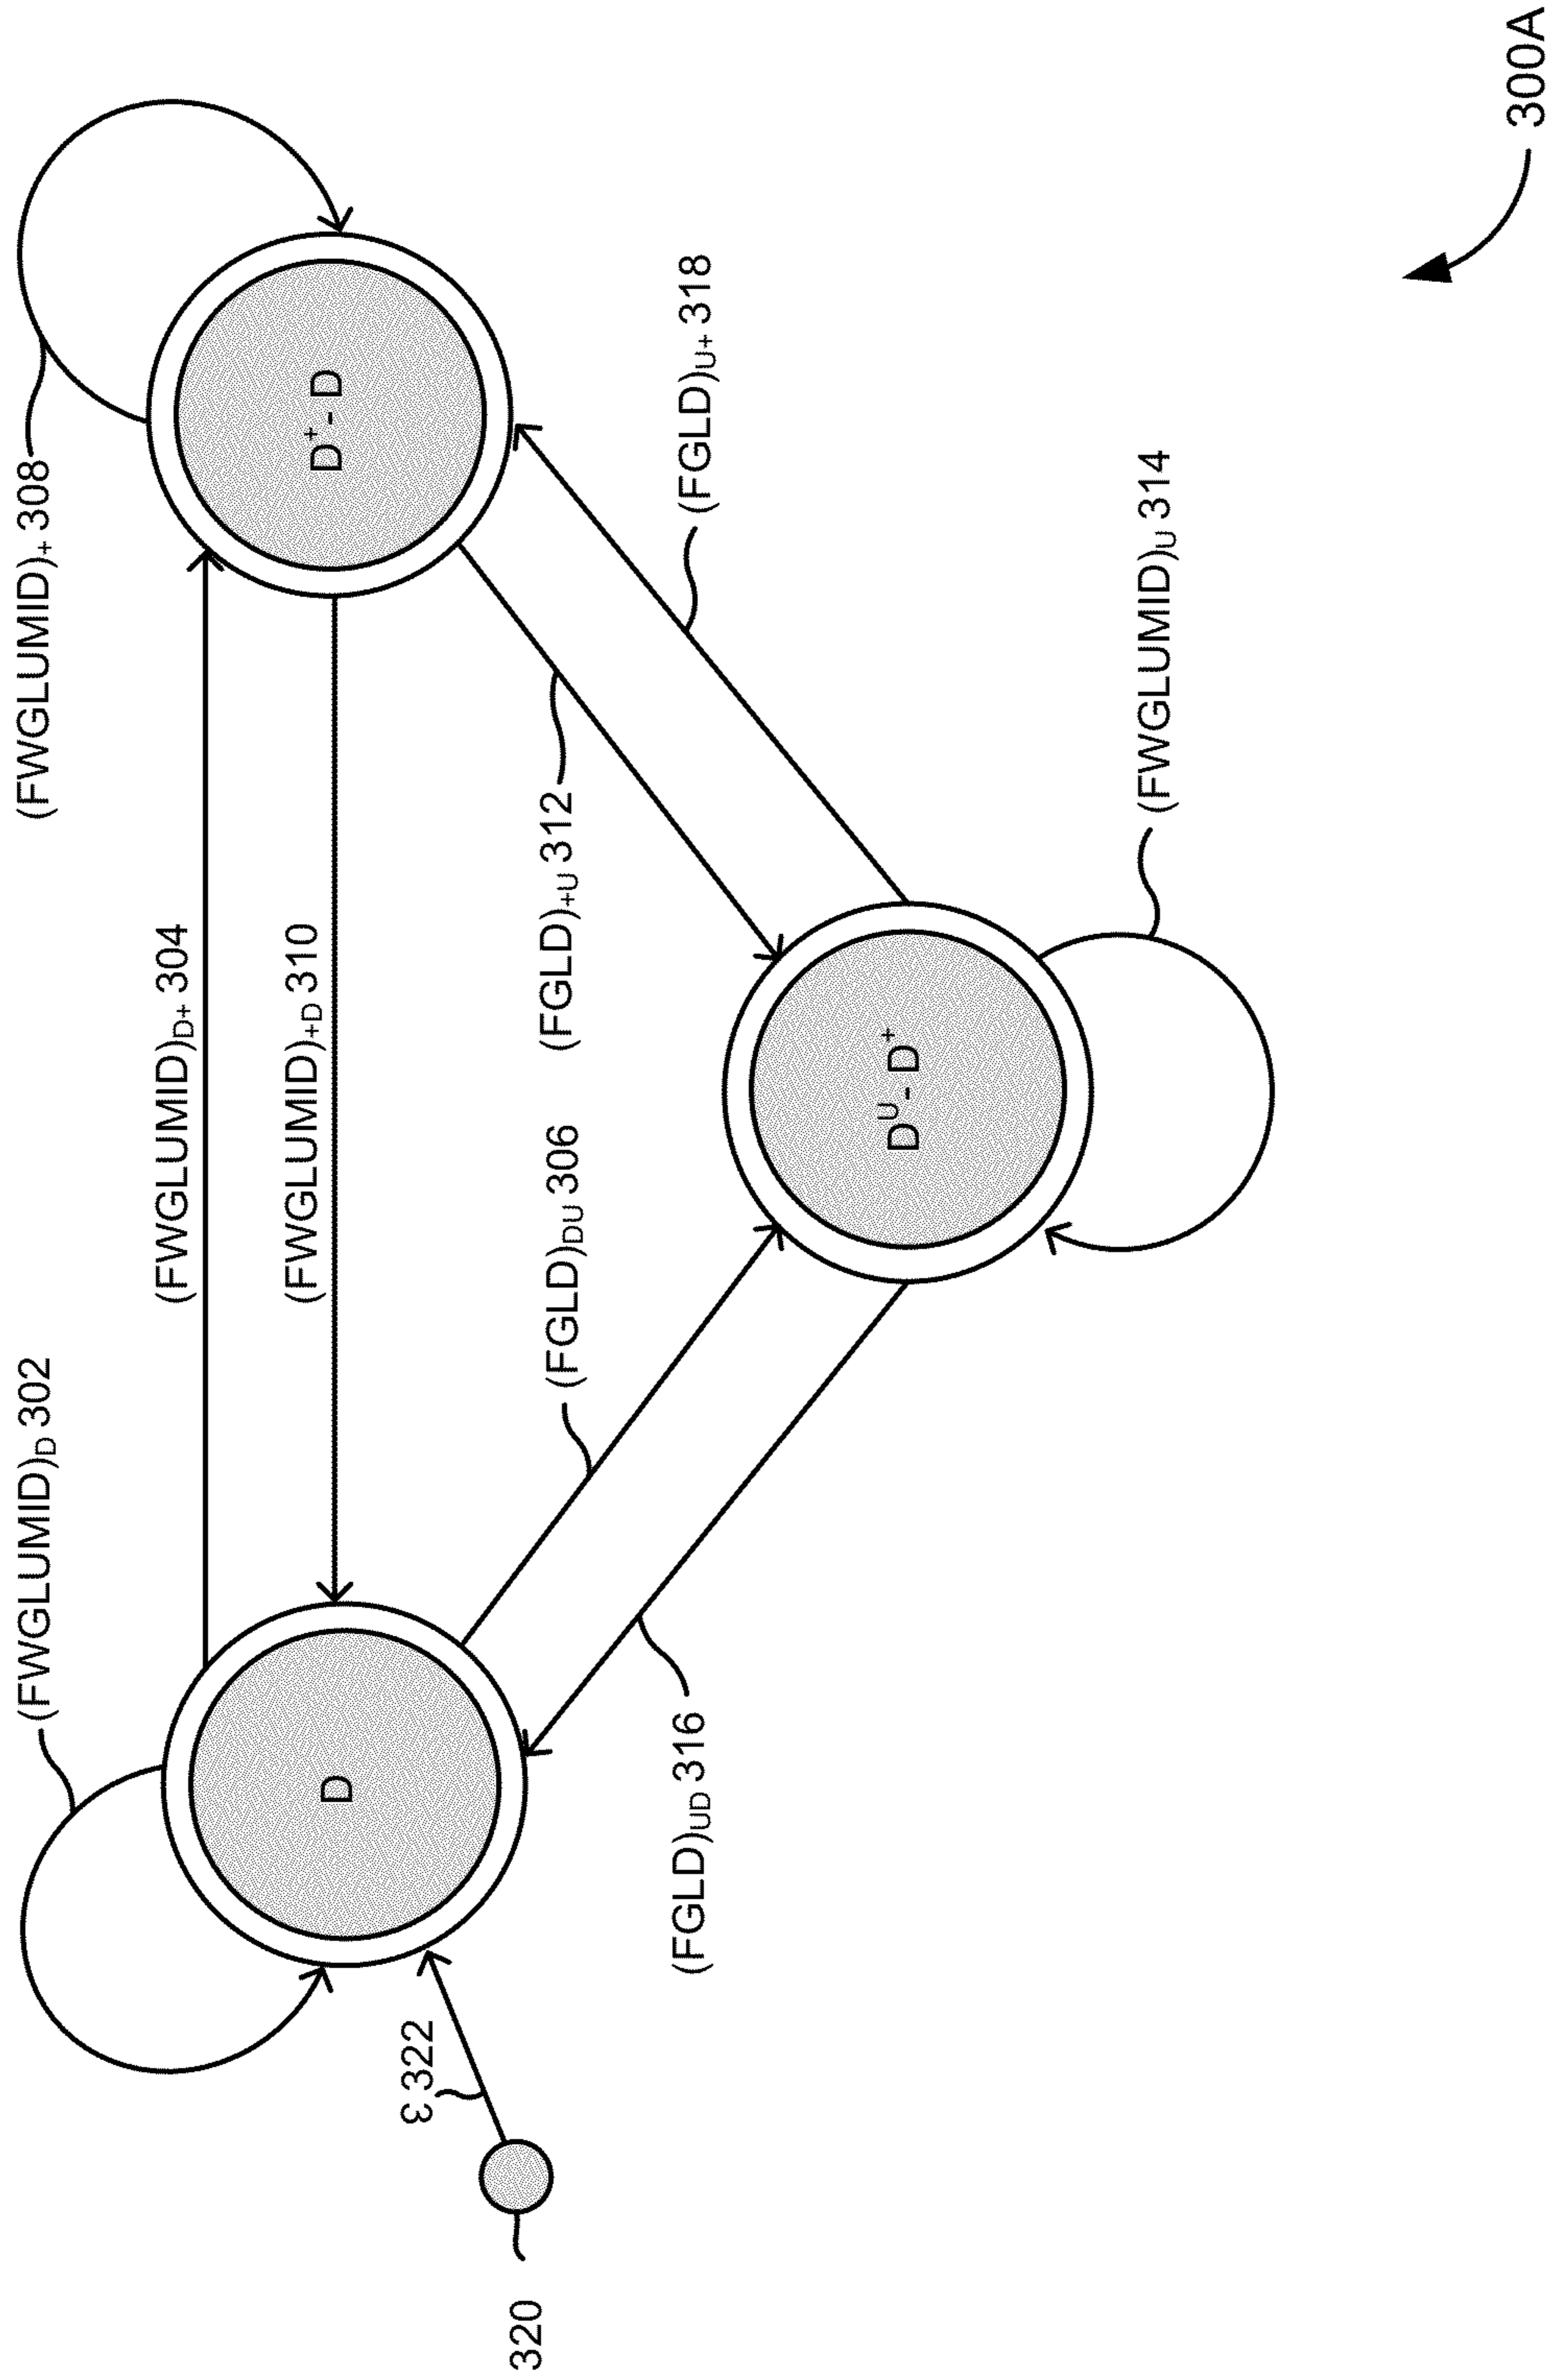 (FWGLUMID)D 302
(FWGLUMID)+ 308
(FWGLUMID)D+ 304
(FWGLUMID)+D 310
D
D+ - D
ε 322
320
(FGLD)DU 306
(FGLD)+U 312
(FGLD)UD 316
(FGLD)U+ 318
DU - D+
(FWGLUMID)U 314
300A